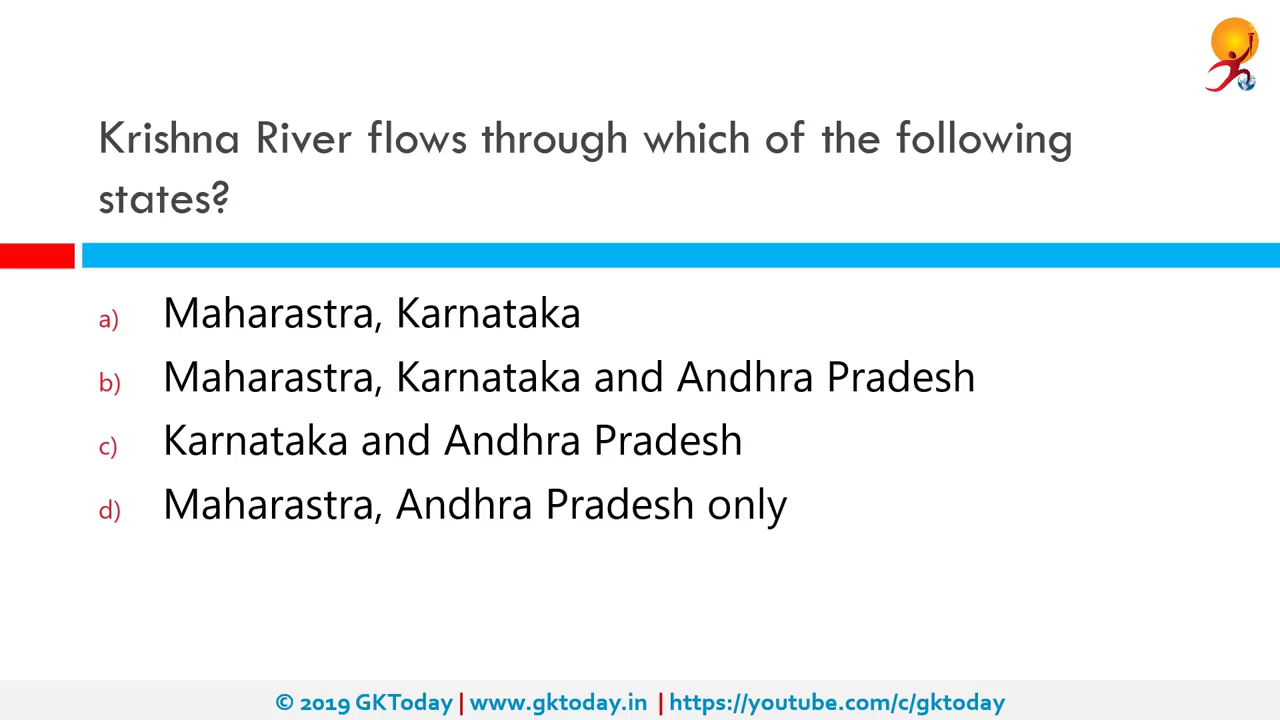 Krishna River flows through which of the following
states?
a) Maharastra, Karnataka
b) Maharastra, Karnataka and Andhra Pradesh
c) Karnataka and Andhra Pradesh
d) Maharastra, Andhra Pradesh only
© 2019 GKToday | www.gktoday.in | https://youtube.com/c/gktoday